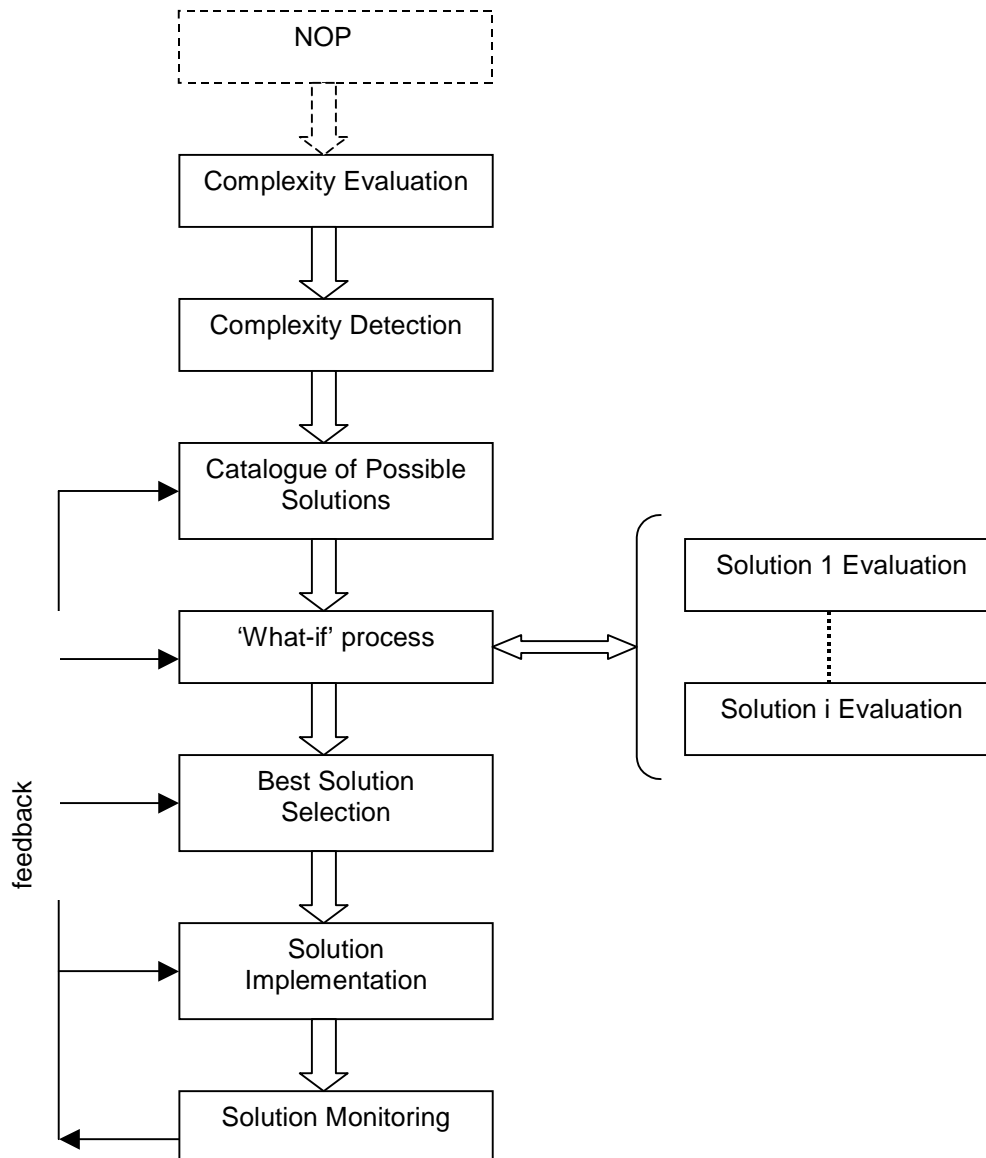 NOP
Complexity Evaluation
Complexity Detection
Catalogue of Possible
Solutions
‘What-if’ process
Solution 1 Evaluation
Solution i Evaluation
Best Solution
Selection
feedback
Solution
Implementation
Solution Monitoring